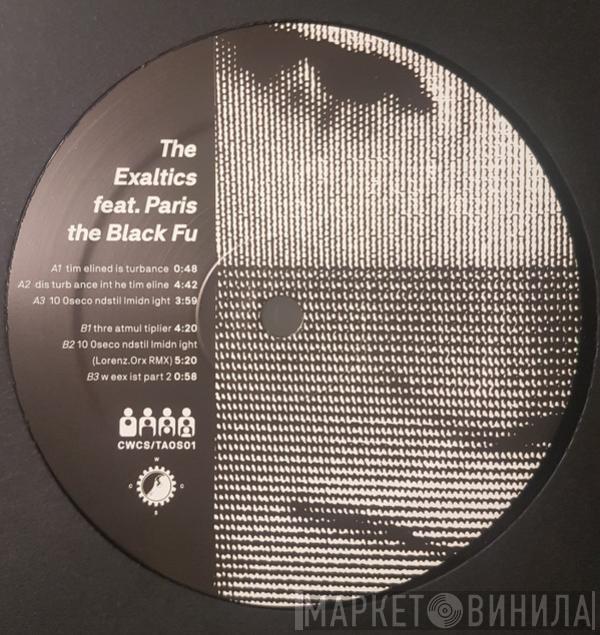 The
Exaltics
feat. Paris
the Black Fu
A1 tim elined is turbance 0:48
A2 dis turb ance int he tim eline 4:42
A3 10 0seco ndstil lmidn ight 3:59
B1 thre atmul tiplier 4:20
B2 10 0seco ndstil lmidn ight
(Lorenz.Orx RMX) 5:20
B3 w eex ist part 2 0:58
CWCS/TAOS01
W
C C
S
МАРКЕТ ВИНИЛА